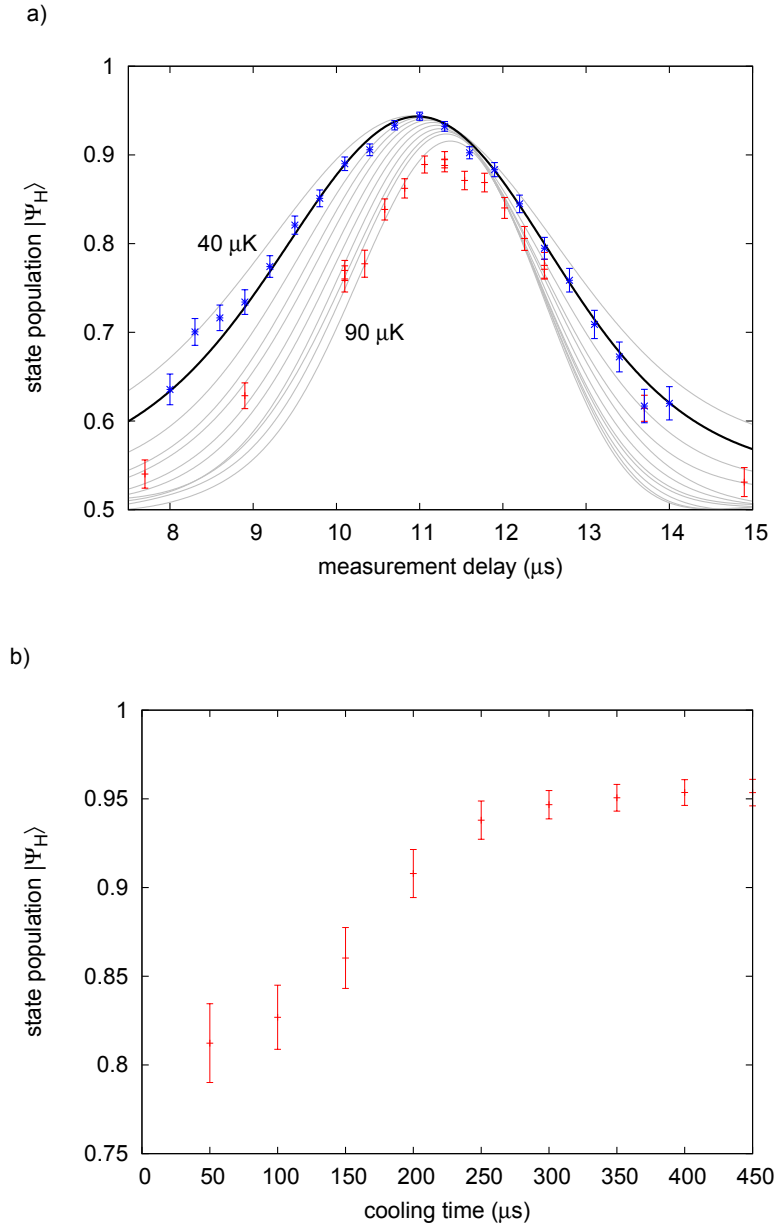 a)
1
0.9
0.8
0.7
0.6
0.5
state population |Ψ_H⟩
40 μK
90 μK
8 9 10 11 12 13 14 15
measurement delay (μs)
b)
1
0.95
0.9
0.85
0.8
0.75
state population |Ψ_H⟩
0 50 100 150 200 250 300 350 400 450
cooling time (μs)